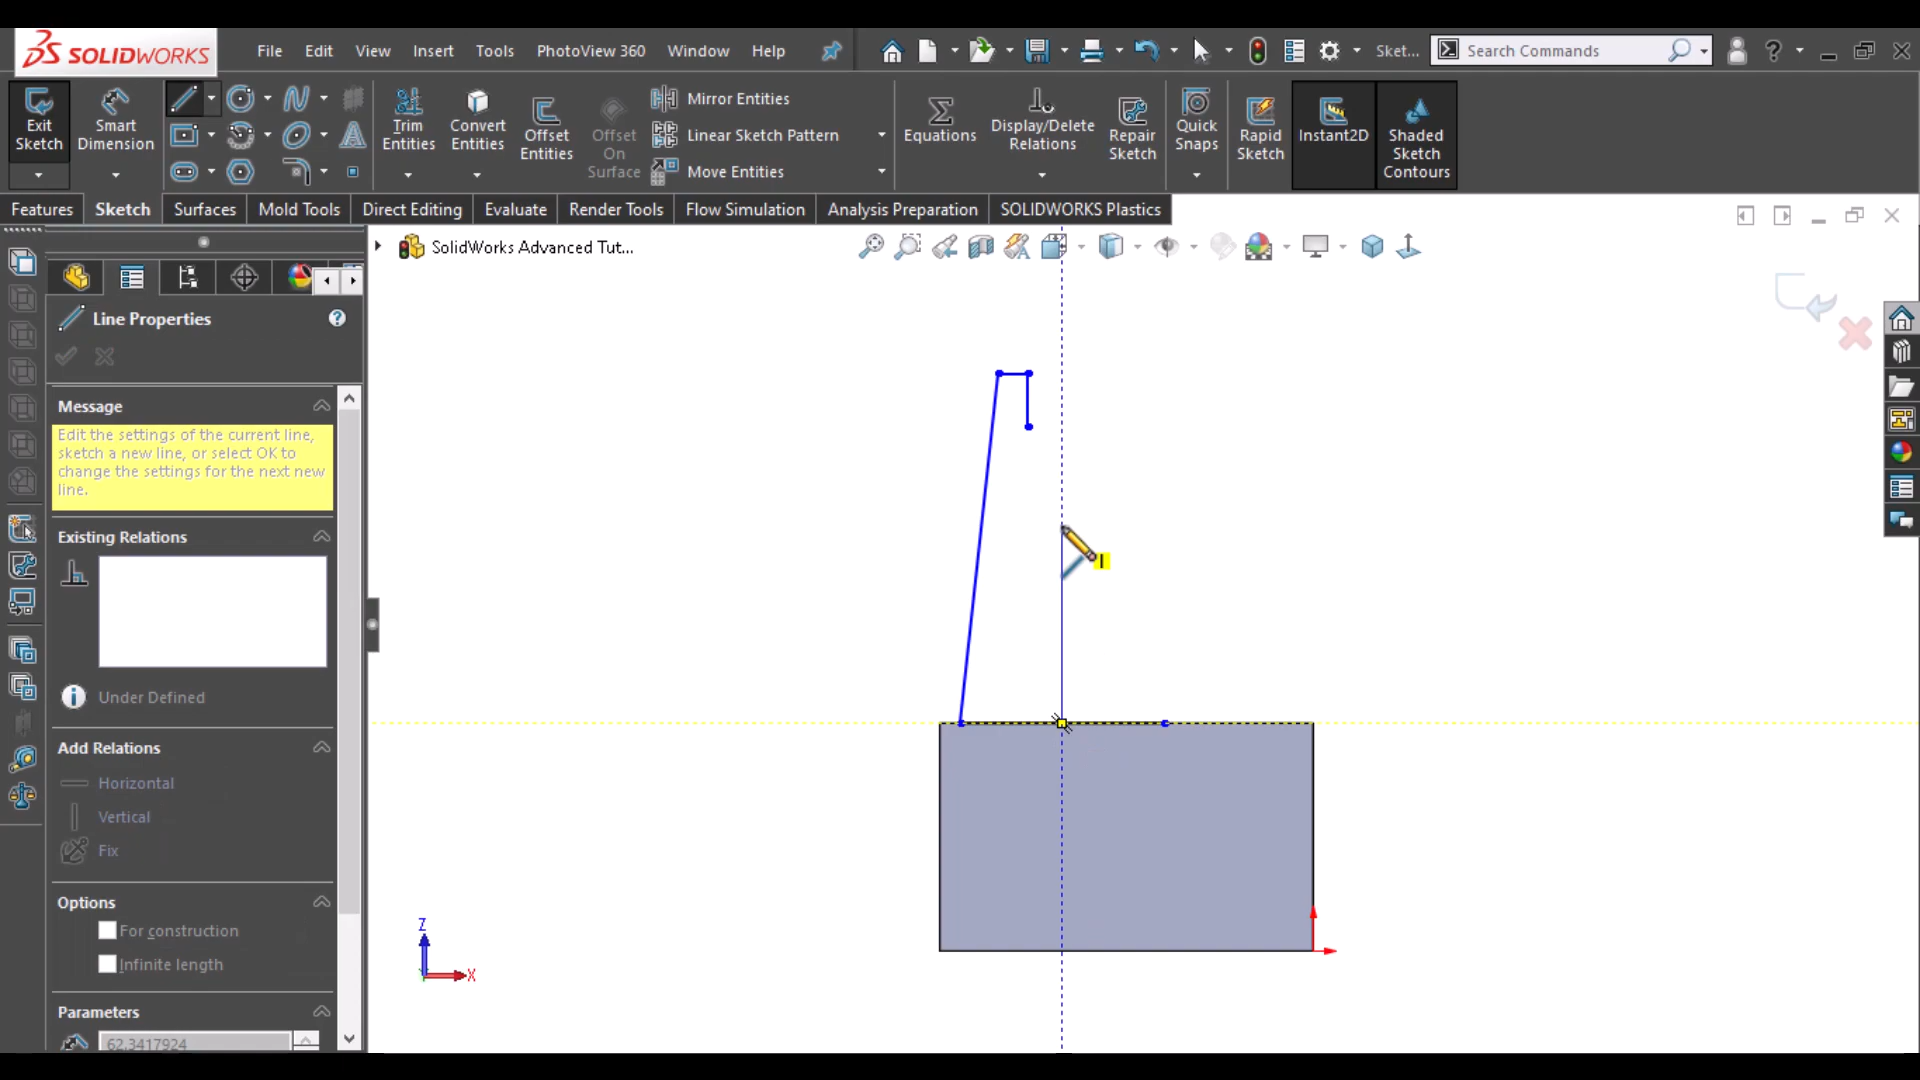 SOLIDWORKS
File Edit View Insert Tools PhotoView 360 Window Help
Sket...
Search Commands
Exit Sketch
Smart Dimension
Trim Entities
Convert Entities
Offset Entities
Offset On Surface
Mirror Entities
Linear Sketch Pattern
Move Entities
Equations
Display/Delete Relations
Repair Sketch
Quick Snaps
Rapid Sketch
Instant2D
Shaded Sketch Contours
Features Sketch Surfaces Mold Tools Direct Editing Evaluate Render Tools Flow Simulation Analysis Preparation SOLIDWORKS Plastics
SolidWorks Advanced Tut...
Line Properties
Message
Edit the settings of the current line,
sketch a new line, or select OK to
change the settings for the next new
line.
Existing Relations
Under Defined
Add Relations
Horizontal
Vertical
Fix
Options
For construction
Infinite length
Parameters
62.3417924
Z
X